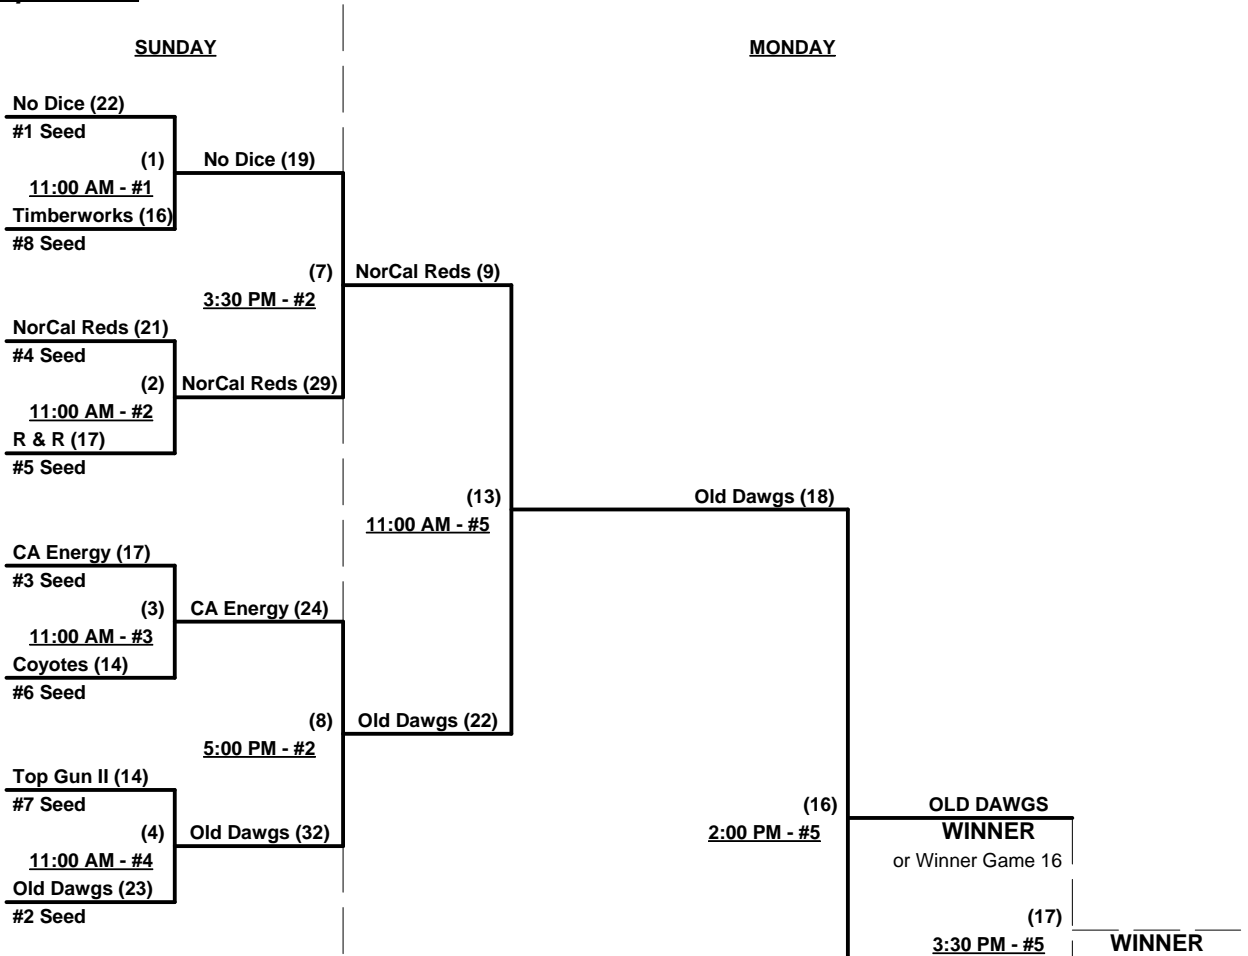 SUNDAY
MONDAY
No Dice (22)
#1 Seed
(1)
No Dice (19)
11:00 AM - #1
Timberworks (16)
#8 Seed
(7)
NorCal Reds (9)
3:30 PM - #2
NorCal Reds (21)
#4 Seed
(2)
NorCal Reds (29)
11:00 AM - #2
R & R (17)
#5 Seed
(13)
Old Dawgs (18)
11:00 AM - #5
CA Energy (17)
#3 Seed
(3)
CA Energy (24)
11:00 AM - #3
Coyotes (14)
#6 Seed
(8)
Old Dawgs (22)
5:00 PM - #2
Top Gun II (14)
#7 Seed
(4)
Old Dawgs (32)
11:00 AM - #4
Old Dawgs (23)
#2 Seed
(16)
OLD DAWGS
2:00 PM - #5
WINNER
or Winner Game 16
(17)
3:30 PM - #5
WINNER